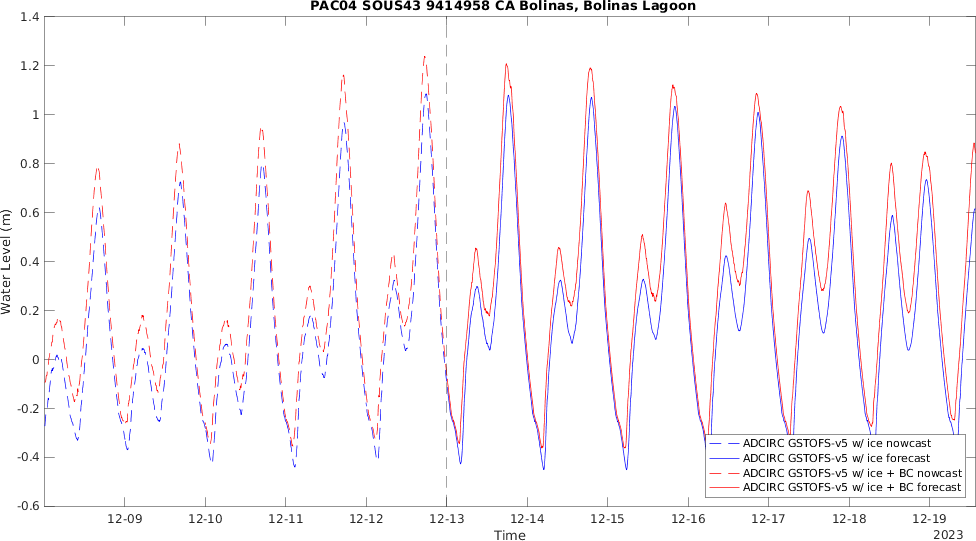 PAC04 SOUS43 9414958 CA Bolinas, Bolinas Lagoon
Water Level (m)
1.4
1.2
1
0.8
0.6
0.4
0.2
0
-0.2
-0.4
-0.6
ADCIRC GSTOFS-v5 w/ ice nowcast
ADCIRC GSTOFS-v5 w/ ice forecast
ADCIRC GSTOFS-v5 w/ ice + BC nowcast
ADCIRC GSTOFS-v5 w/ ice + BC forecast
12-09 12-10 12-11 12-12 12-13 12-14 12-15 12-16 12-17 12-18 12-19
Time
2023